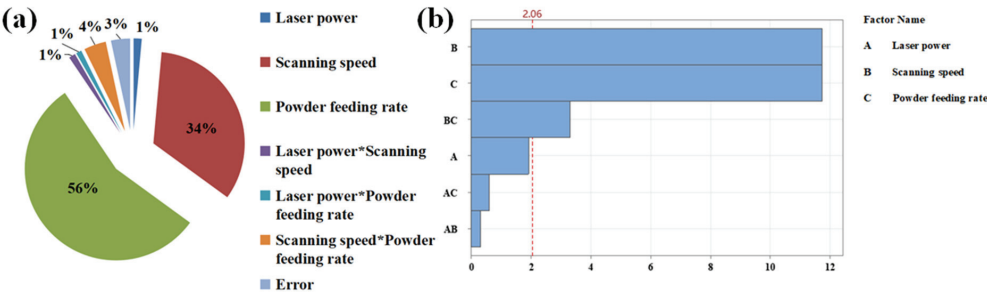 (a)
1%
3%
4%
1%
1%
34%
56%
Laser power
Scanning speed
Powder feeding rate
Laser power*Scanning
speed
Laser power*Powder
feeding rate
Scanning speed*Powder
feeding rate
Error
(b)
2.06
B
C
BC
A
AC
AB
0 2 4 6 8 10 12
Factor Name
A Laser power
B Scanning speed
C Powder feeding rate